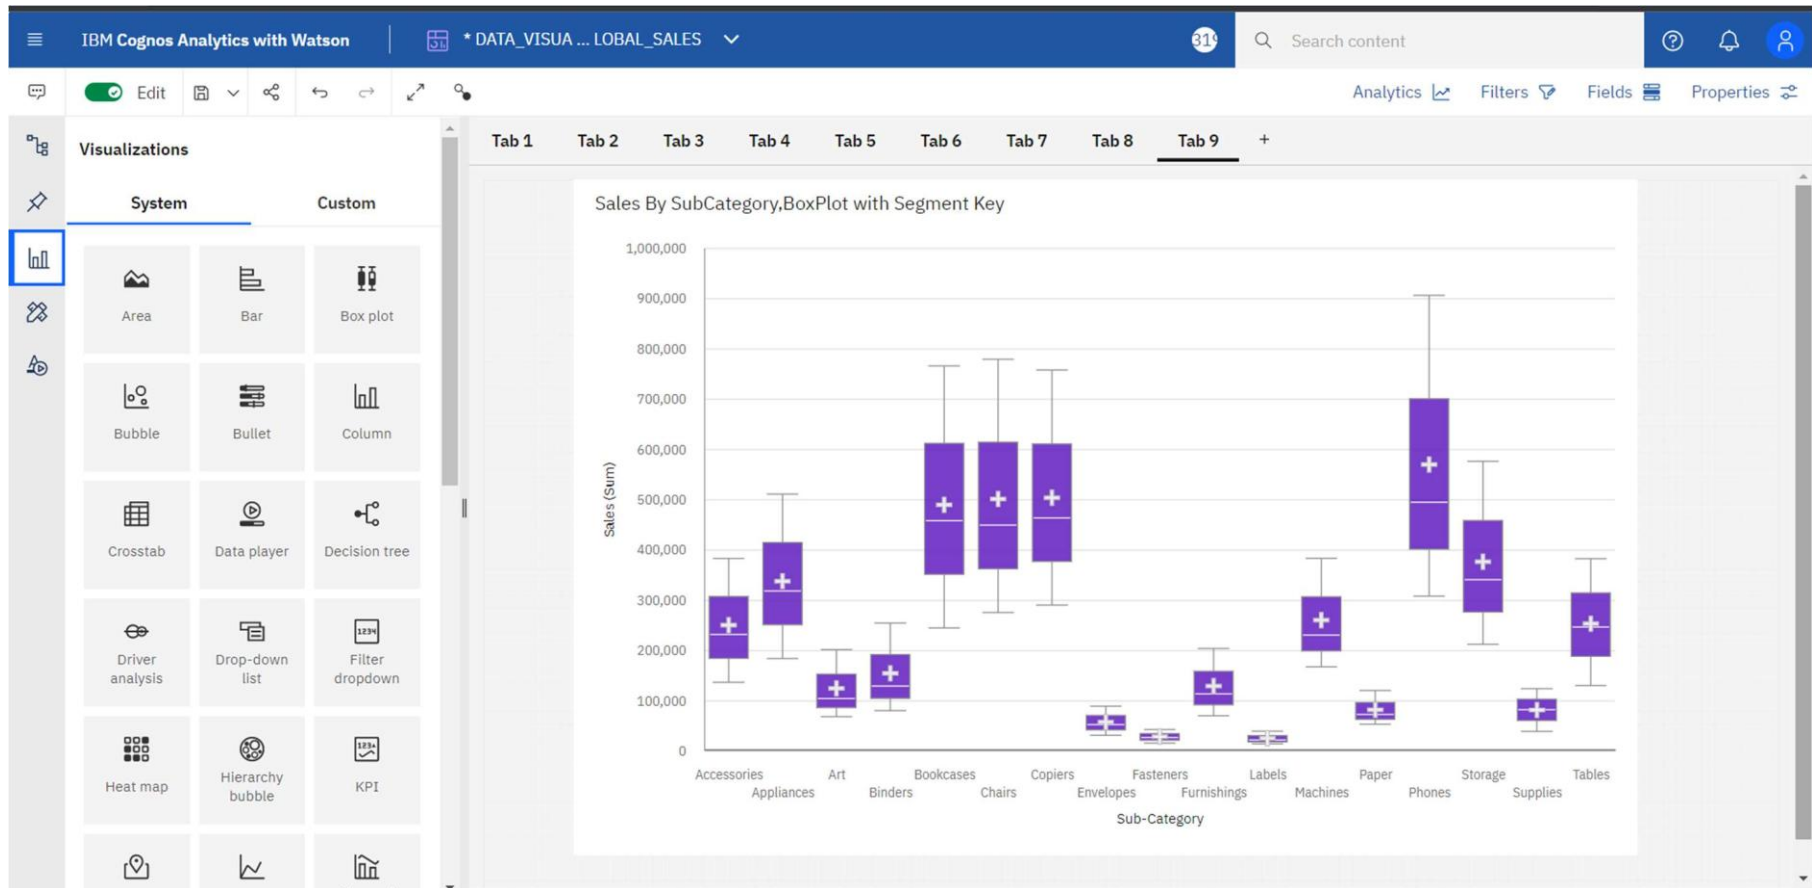 IBM Cognos Analytics with Watson
* DATA_VISUA ... LOBAL_SALES
Search content
Edit
Analytics
Filters
Fields
Properties
Visualizations
System Custom
Area Bar Box plot
Bubble Bullet Column
Crosstab Data player Decision tree
Driver analysis
Drop-down list
Filter dropdown
Heat map
Hierarchy bubble
KPI
Tab 1 Tab 2 Tab 3 Tab 4 Tab 5 Tab 6 Tab 7 Tab 8 Tab 9 +
Sales By SubCategory,BoxPlot with Segment Key
1,000,000
900,000
800,000
700,000
600,000
500,000
400,000
300,000
200,000
100,000
0
Sales (Sum)
Accessories Art Bookcases Copiers Fasteners Labels Paper Storage Tables
Appliances Binders Chairs Envelopes Furnishings Machines Phones Supplies
Sub-Category